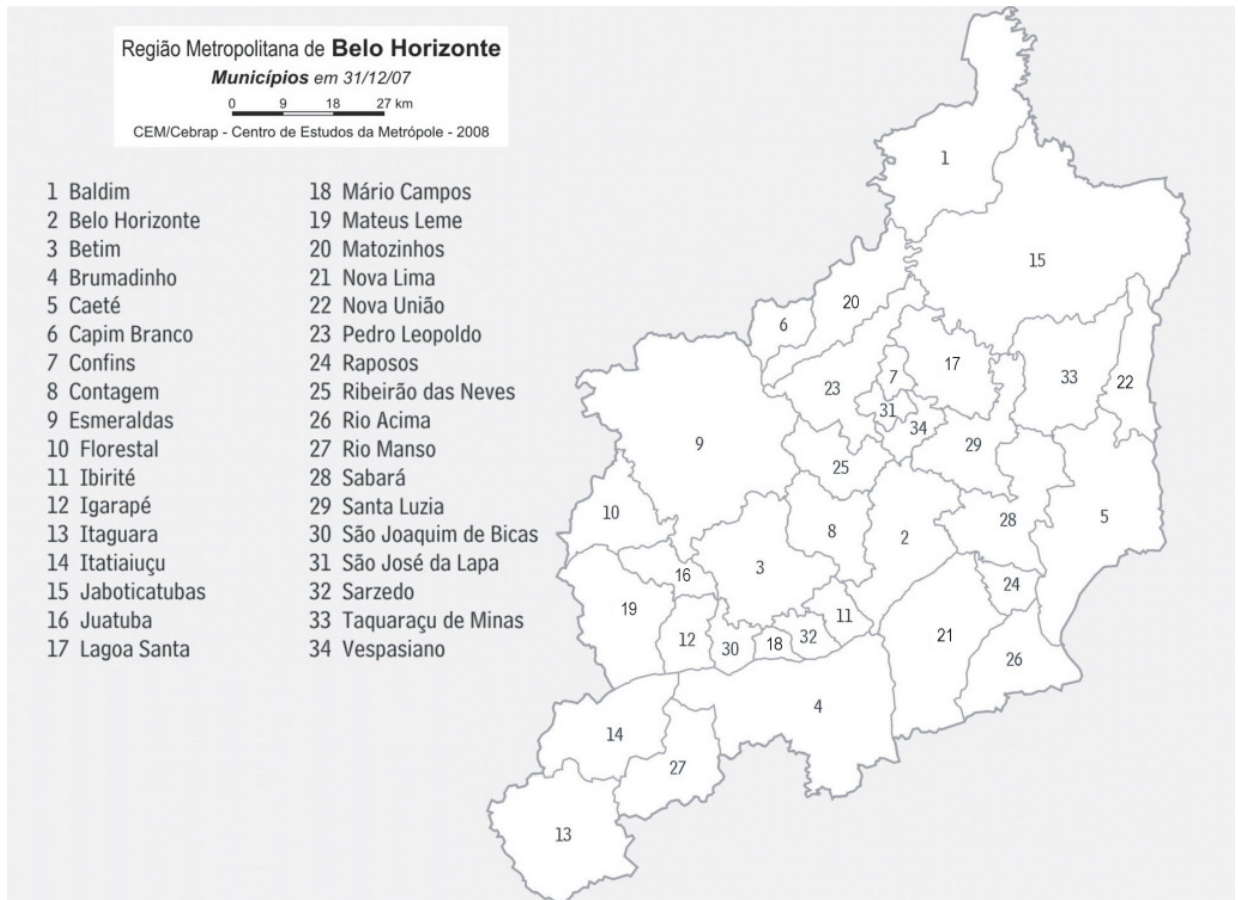 Região Metropolitana de Belo Horizonte
Municípios em 31/12/07
0 9 18 27 km
CEM/Cebrap - Centro de Estudos da Metrópole - 2008
1 Baldim
2 Belo Horizonte
3 Betim
4 Brumadinho
5 Caeté
6 Capim Branco
7 Confins
8 Contagem
9 Esmeraldas
10 Florestal
11 Ibirité
12 Igarapé
13 Itaguara
14 Itatiaiuçu
15 Jaboticatubas
16 Juatuba
17 Lagoa Santa
18 Mário Campos
19 Mateus Leme
20 Matozinhos
21 Nova Lima
22 Nova União
23 Pedro Leopoldo
24 Raposos
25 Ribeirão das Neves
26 Rio Acima
27 Rio Manso
28 Sabará
29 Santa Luzia
30 São Joaquim de Bicas
31 São José da Lapa
32 Sarzedo
33 Taquaraçu de Minas
34 Vespasiano
1
15
20
6
17
7
33
22
23
31
34
9
29
25
10
28
5
8
2
3
16
24
19
11
12
30
18
32
21
26
4
14
27
13